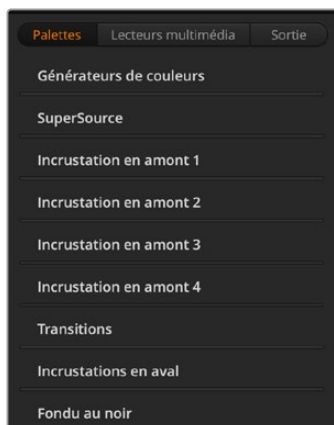 Palettes Lecteurs multimédia Sortie
Générateurs de couleurs
SuperSource
Incrustation en amont 1
Incrustation en amont 2
Incrustation en amont 3
Incrustation en amont 4
Transitions
Incrustations en aval
Fondu au noir